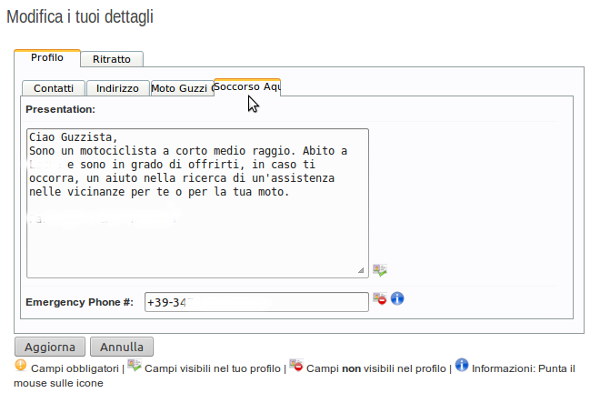 Modifica i tuoi dettagli
Profilo
Ritratto
Contatti
Indirizzo
Moto Guzzi
Soccorso Aqu
Presentation:
Ciao Guzzista,
Sono un motociclista a corto medio raggio. Abito a
e sono in grado di offrirti, in caso ti
occorra, un aiuto nella ricerca di un'assistenza
nelle vicinanze per te o per la tua moto.
Emergency Phone #:
+39-34
Aggiorna
Annulla
Campi obbligatori | Campi visibili nel tuo profilo | Campi non visibili nel profilo | Informazioni: Punta il
mouse sulle icone